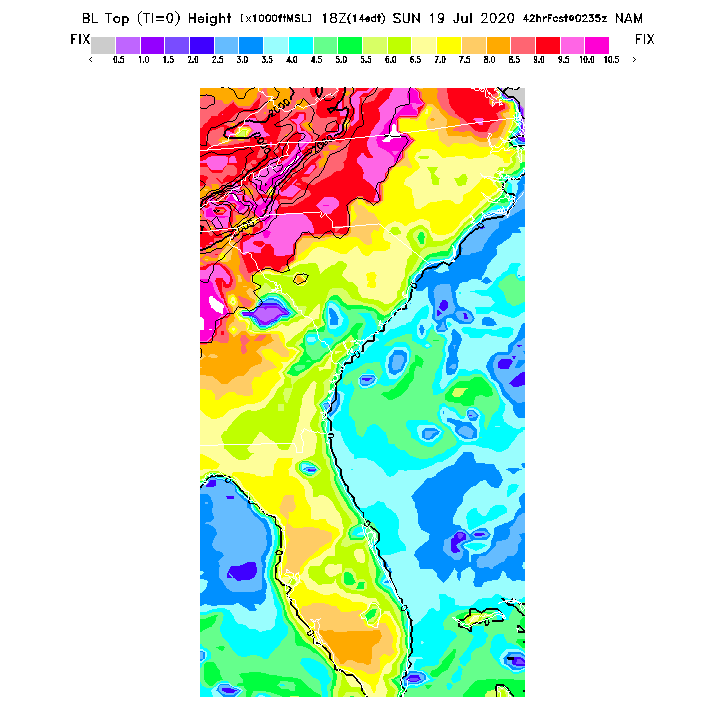 BL Top (TI=0) Height [x1000ftMSL] 18Z(14edt) SUN 19 Jul 2020 42hrFcst@0235z NAM
FIX FIX
< 0.5 1.0 1.5 2.0 2.5 3.0 3.5 4.0 4.5 5.0 5.5 6.0 6.5 7.0 7.5 8.0 8.5 9.0 9.5 10.0 10.5 >
2000